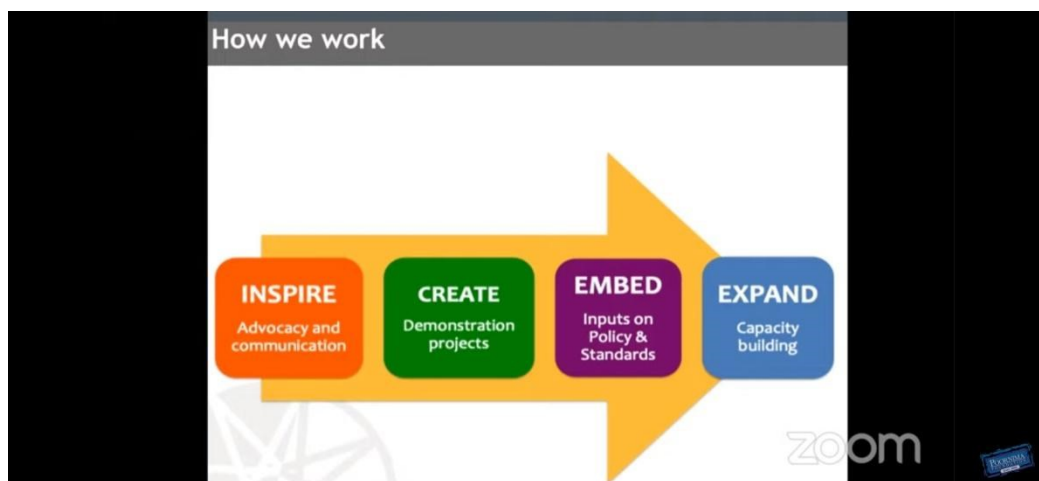 How we work
INSPIRE
Advocacy and
communication
CREATE
Demonstration
projects
EMBED
Inputs on
Policy &
Standards
EXPAND
Capacity
building
zoom
POORNIMA